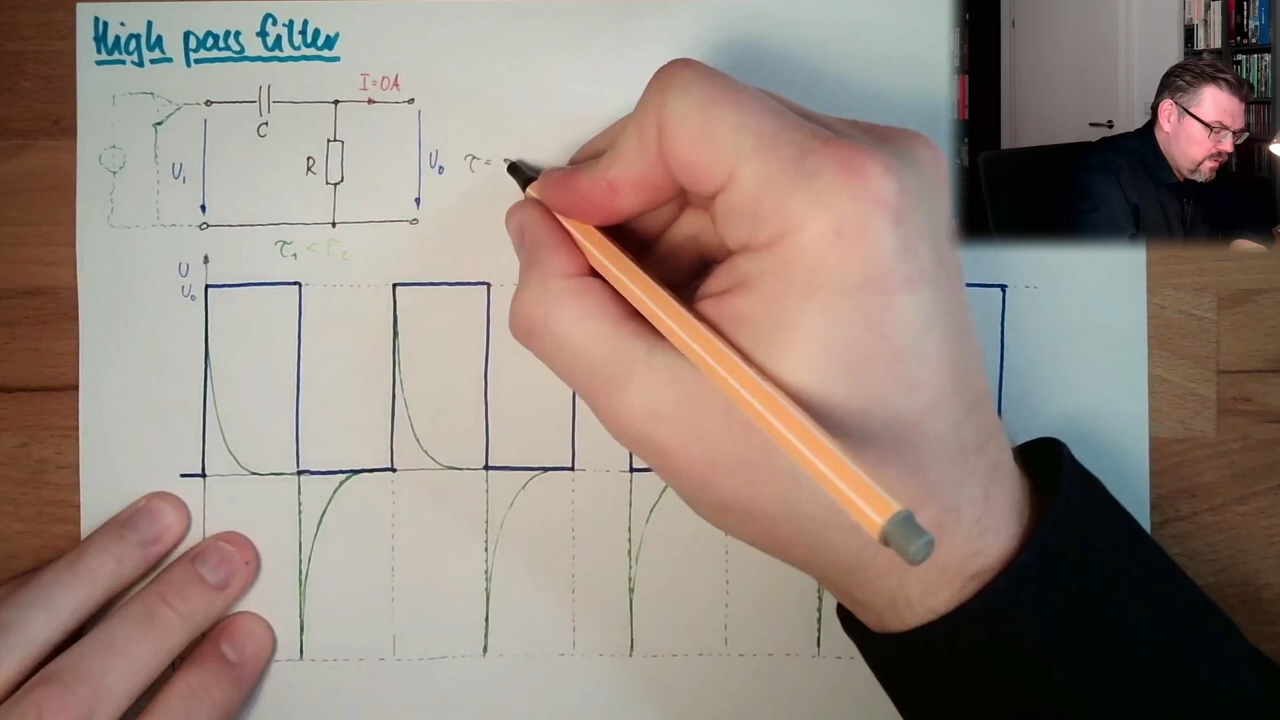 High pass filter
I=0A
C
R
U₁
U₀
τ =
τ₁ < τ₂
U
U₀